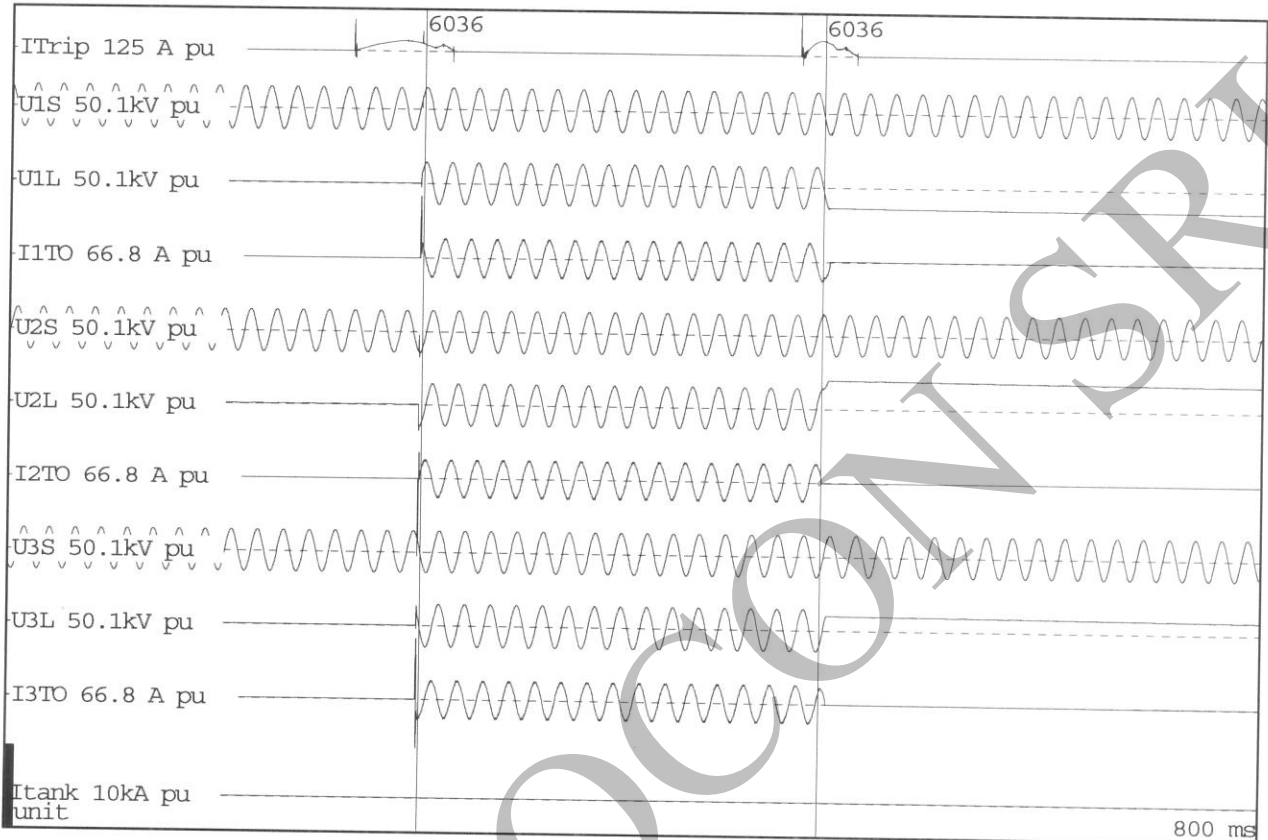 6036
6036
ITrip 125 A pu
U1S 50.1kV pu
U1L 50.1kV pu
I1TO 66.8 A pu
U2S 50.1kV pu
U2L 50.1kV pu
I2TO 66.8 A pu
U3S 50.1kV pu
U3L 50.1kV pu
I3TO 66.8 A pu
Itank 10kA pu
unit
800 ms
OCON SRL